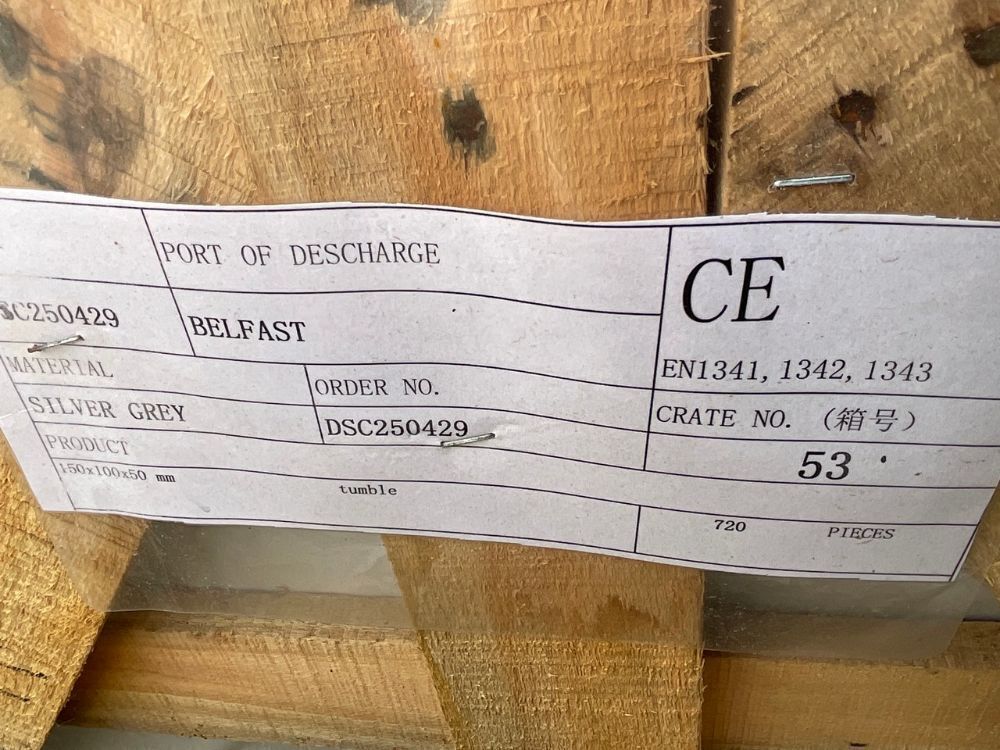 PORT OF DESCHARGE
CE
SC250429
BELFAST
EN1341, 1342, 1343
MATERIAL
ORDER NO.
CRATE NO. (箱号)
SILVER GREY
DSC250429
53
PRODUCT
150x100x50 mm
tumble
720 PIECES